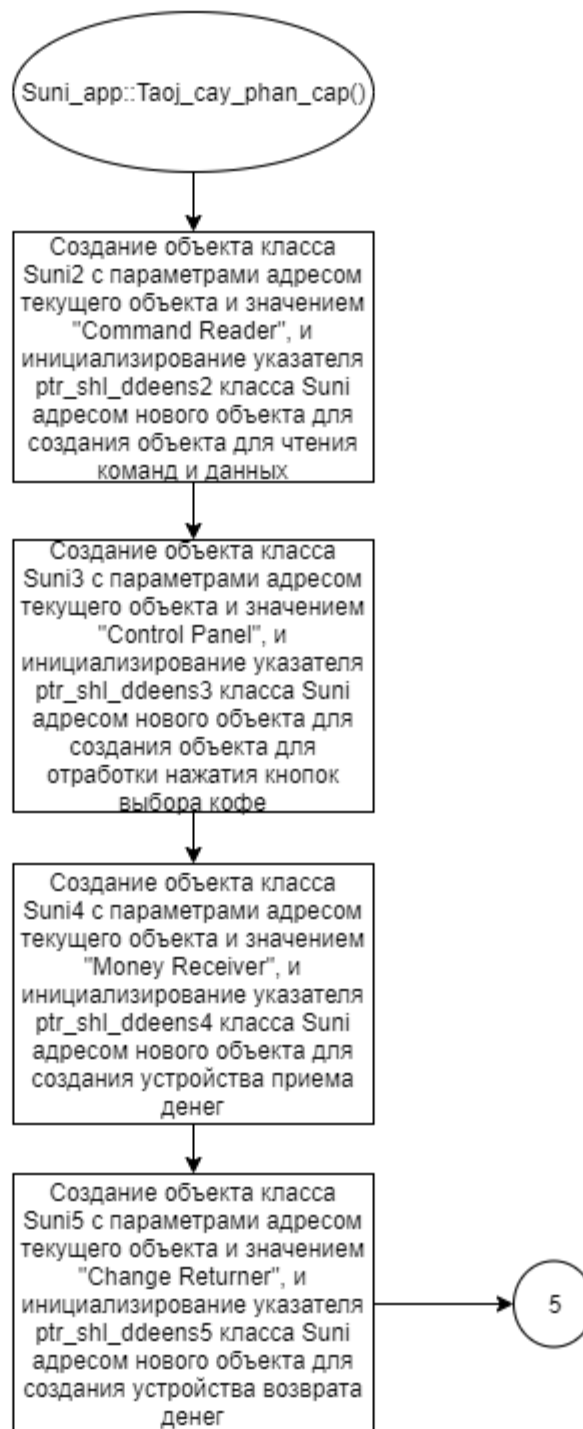 Suni_app::Taoj_cay_phan_cap()
Создание объекта класса
Suni2 с параметрами адресом
текущего объекта и значением
"Command Reader", и
инициализирование указателя
ptr_shl_ddeens2 класса Suni
адресом нового объекта для
создания объекта для чтения
команд и данных
Создание объекта класса
Suni3 с параметрами адресом
текущего объекта и значением
"Control Panel", и
инициализирование указателя
ptr_shl_ddeens3 класса Suni
адресом нового объекта для
создания объекта для
отработки нажатия кнопок
выбора кофе
Создание объекта класса
Suni4 с параметрами адресом
текущего объекта и значением
"Money Receiver", и
инициализирование указателя
ptr_shl_ddeens4 класса Suni
адресом нового объекта для
создания устройства приема
денег
Создание объекта класса
Suni5 с параметрами адресом
текущего объекта и значением
"Change Returner", и
инициализирование указателя
ptr_shl_ddeens5 класса Suni
адресом нового объекта для
создания устройства возврата
денег
5